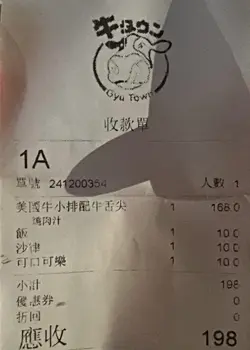 牛タウン
Gyu Town
收款單
1A
單號 241200354 人數 1
美國牛小排配牛舌尖 1 168.0
燒肉汁
飯 1 10.0
沙律 1 10.0
可口可樂 1 10.0
小計 198
優惠券 0
折回 0
應收 198